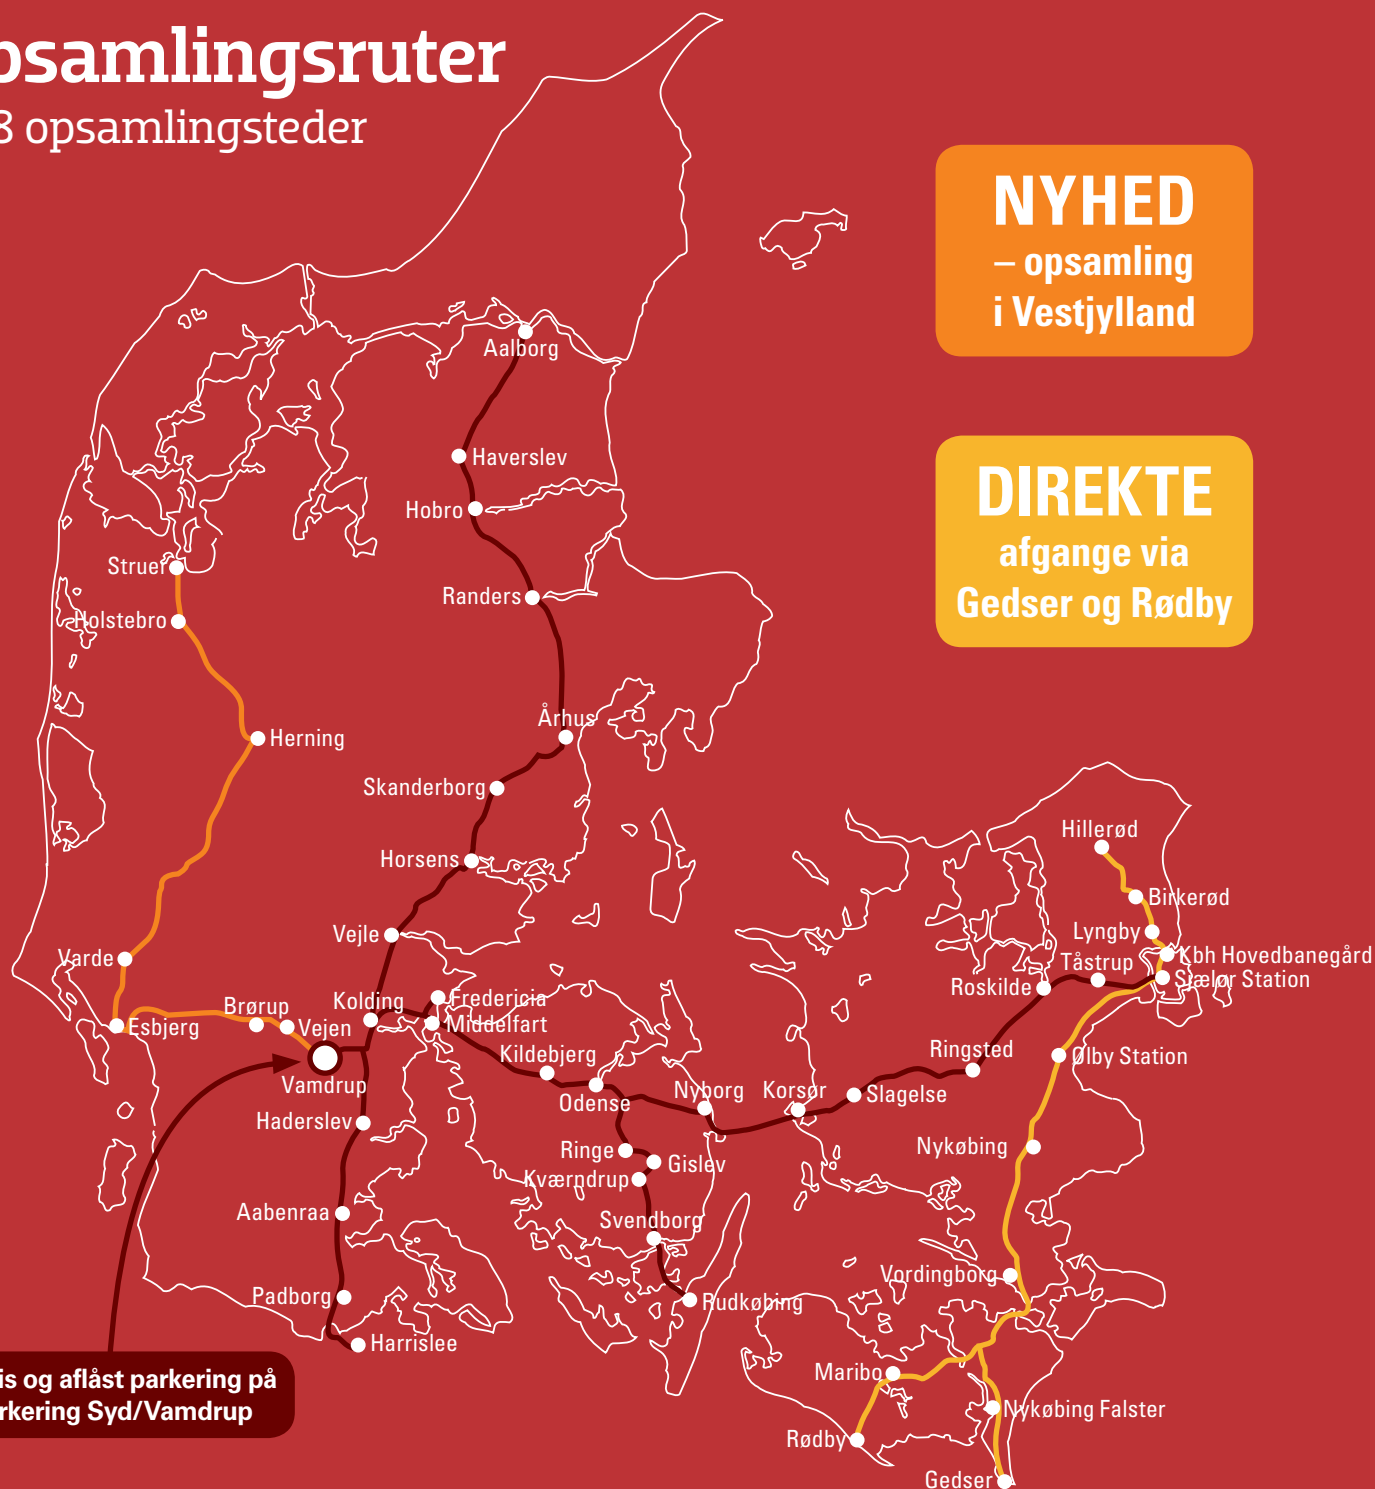 psamlingsruter
8 opsamlingsteder
NYHED
– opsamling
i Vestjylland
DIREKTE
afgange via
Gedser og Rødby
Aalborg
Haverslev
Hobro
Struer
Randers
Holstebro
Århus
Herning
Skanderborg
Hillerød
Horsens
Birkerød
Vejle
Lyngby
Kbh Hovedbanegård
Varde
Tåstrup
Sjælør Station
Roskilde
Fredericia
Kolding
Brørup
Esbjerg
Vejen
Middelfart
Ringsted
Kildebjerg
Ølby Station
Vamdrup
Odense
Nyborg
Korsør
Slagelse
Haderslev
Nykøbing
Ringe
Gislev
Kværndrup
Aabenraa
Svendborg
Vordingborg
Padborg
Rudkøbing
Harrislee
Maribo
is og aflåst parkering på
rkering Syd/Vamdrup
Nykøbing Falster
Rødby
Gedser